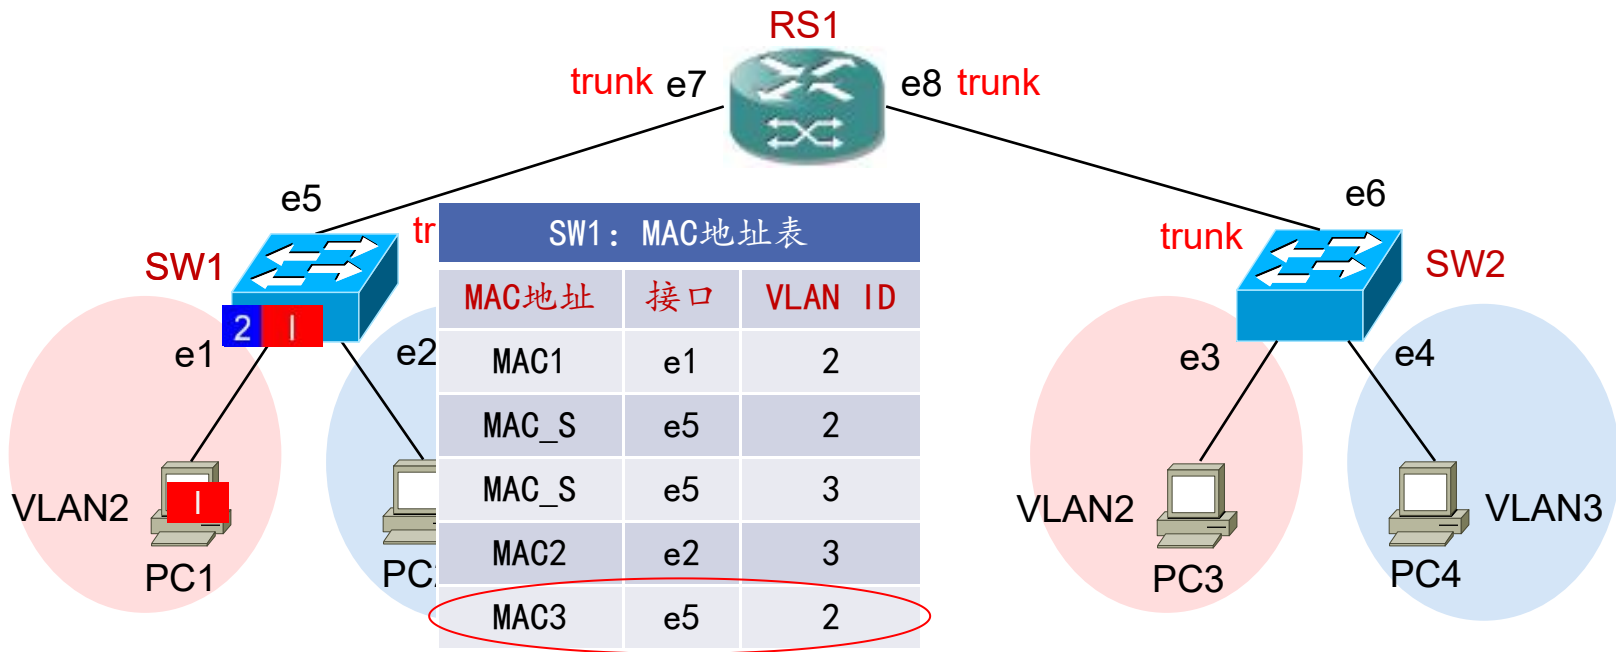 RS1
trunk e7
e8 trunk
e5
e6
tr
trunk
SW1
SW2
2 I
e1
e2
e3
e4
SW1：MAC地址表
MAC地址 接口 VLAN ID
MAC1 e1 2
MAC_S e5 2
MAC_S e5 3
MAC2 e2 3
MAC3 e5 2
VLAN2
I
PC1
PC
VLAN2
VLAN3
PC3
PC4